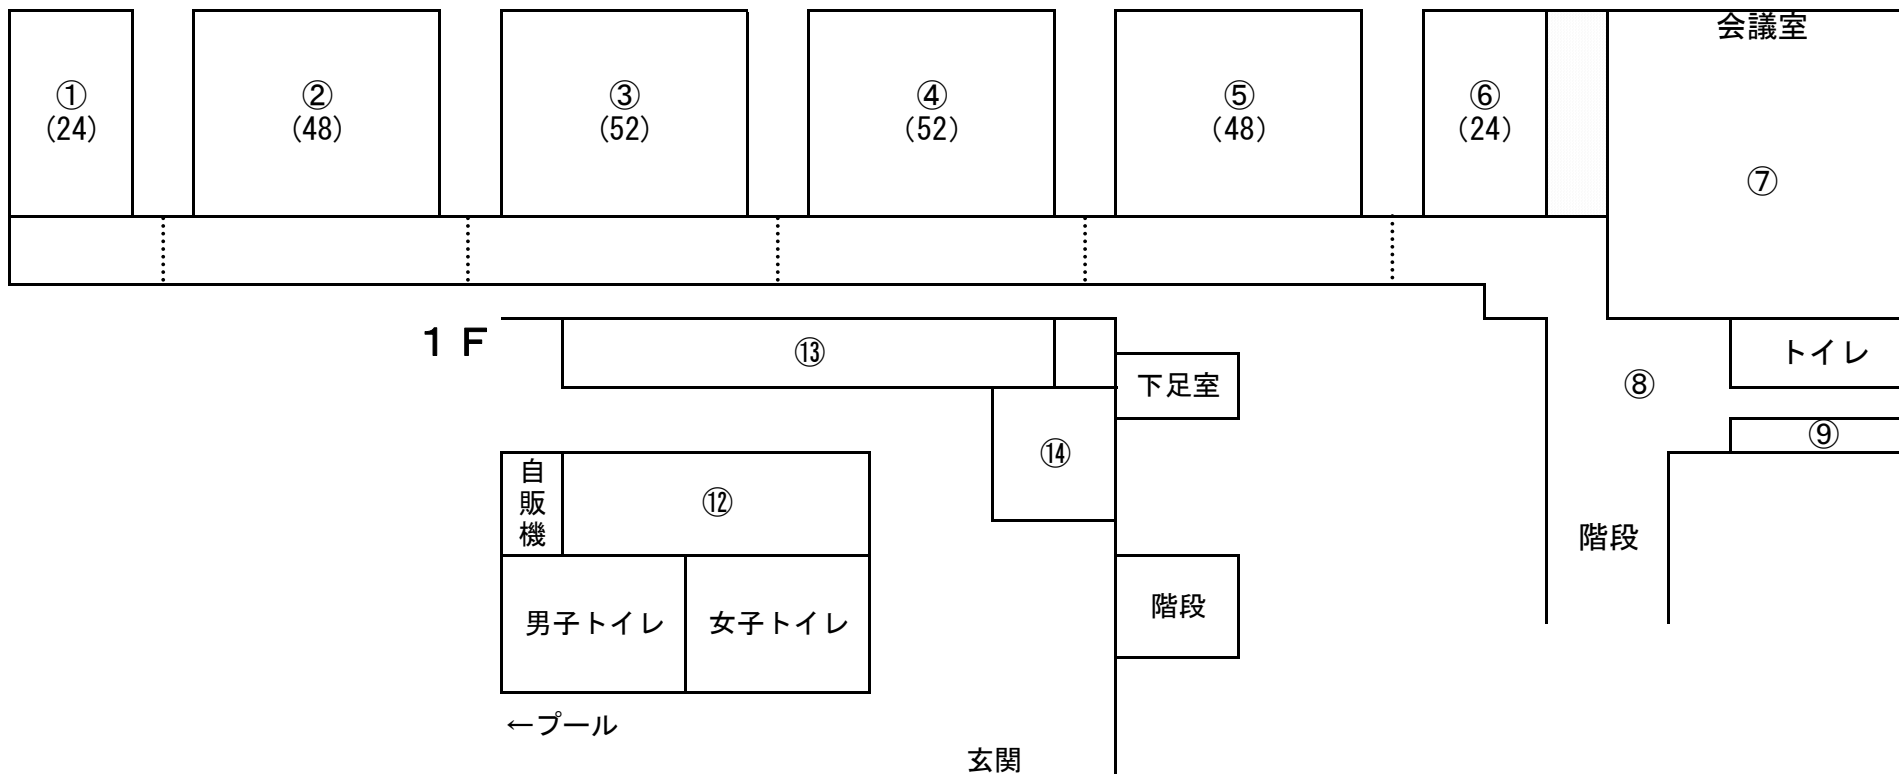 会議室
①
(24)
②
(48)
③
(52)
④
(52)
⑤
(48)
⑥
(24)
⑦
１Ｆ
⑬
下足室
トイレ
⑧
⑨
⑭
自
販
機
⑫
階段
階段
男子トイレ
女子トイレ
←プール
玄関